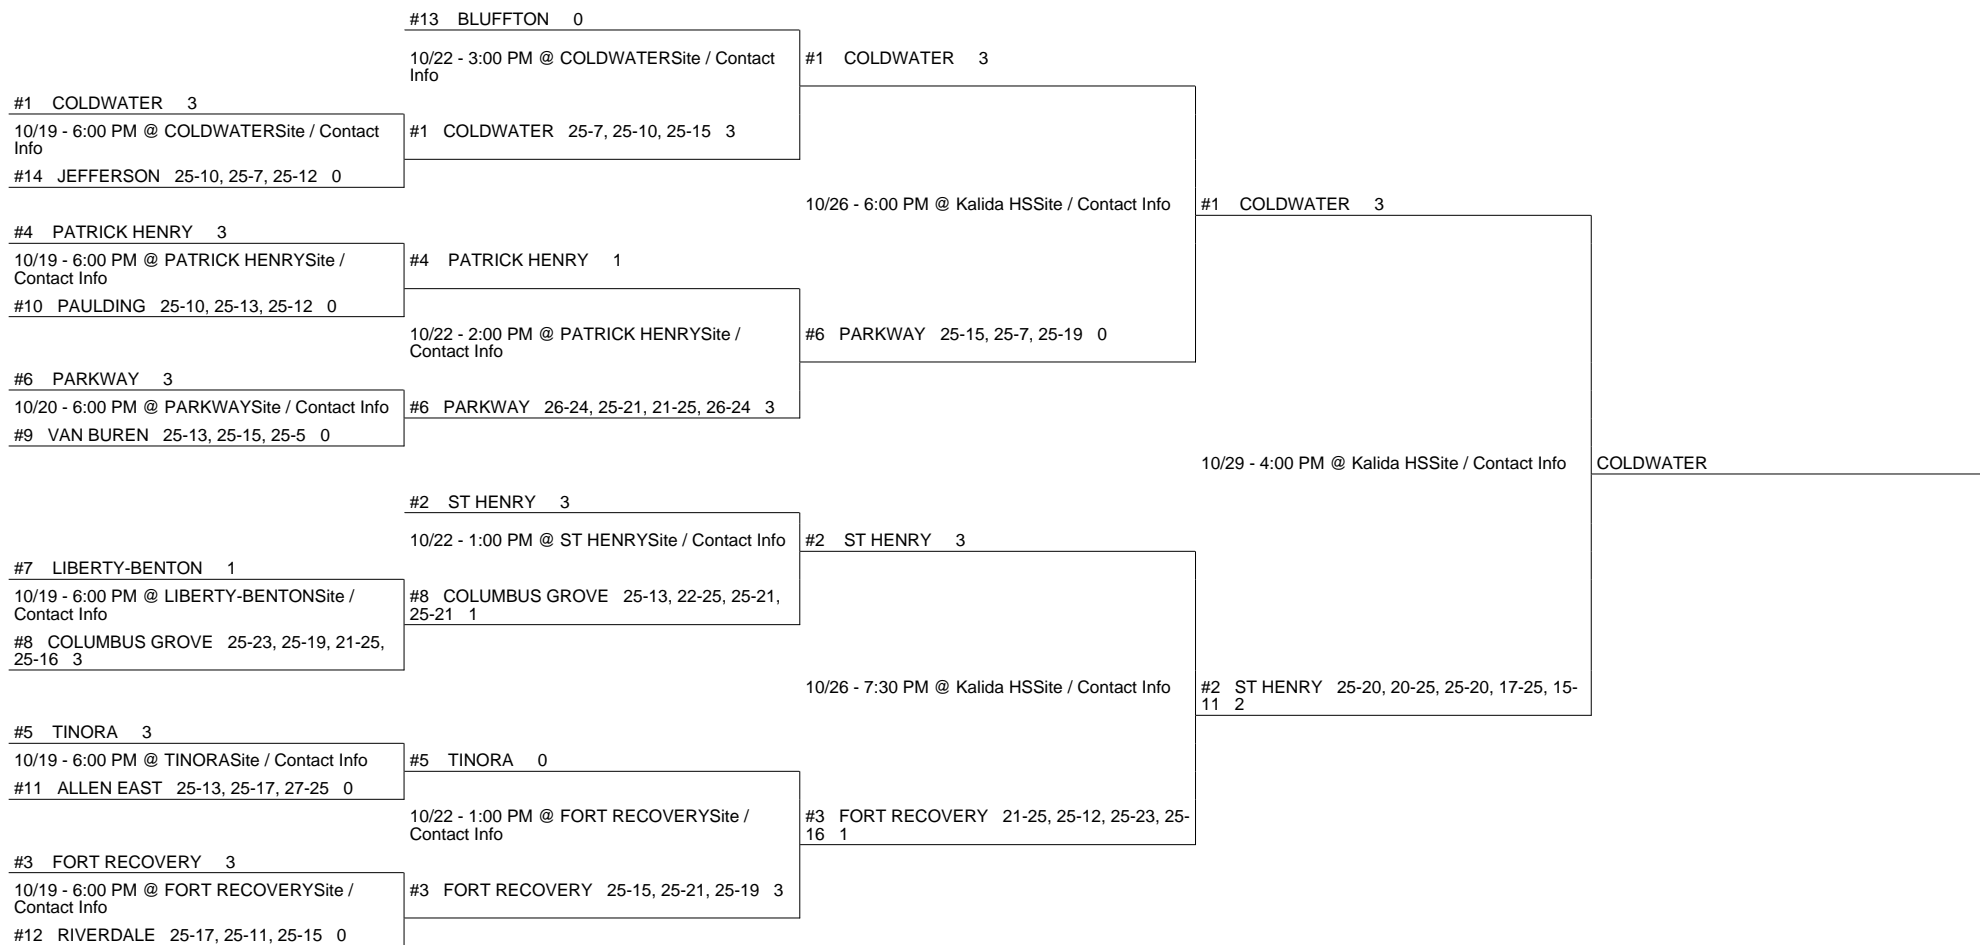 #13 BLUFFTON 0
10/22 - 3:00 PM @ COLDWATERSite / Contact
Info
#1 COLDWATER 3
#1 COLDWATER 3
10/19 - 6:00 PM @ COLDWATERSite / Contact
Info
#1 COLDWATER 25-7, 25-10, 25-15 3
#14 JEFFERSON 25-10, 25-7, 25-12 0
10/26 - 6:00 PM @ Kalida HSSite / Contact Info
#1 COLDWATER 3
#4 PATRICK HENRY 3
10/19 - 6:00 PM @ PATRICK HENRYSite /
Contact Info
#4 PATRICK HENRY 1
#10 PAULDING 25-10, 25-13, 25-12 0
10/22 - 2:00 PM @ PATRICK HENRYSite /
Contact Info
#6 PARKWAY 25-15, 25-7, 25-19 0
#6 PARKWAY 3
10/20 - 6:00 PM @ PARKWAYSite / Contact Info
#6 PARKWAY 26-24, 25-21, 21-25, 26-24 3
#9 VAN BUREN 25-13, 25-15, 25-5 0
10/29 - 4:00 PM @ Kalida HSSite / Contact Info
COLDWATER
#2 ST HENRY 3
10/22 - 1:00 PM @ ST HENRYSite / Contact Info
#2 ST HENRY 3
#7 LIBERTY-BENTON 1
10/19 - 6:00 PM @ LIBERTY-BENTONSite /
Contact Info
#8 COLUMBUS GROVE 25-13, 22-25, 25-21,
25-21 1
#8 COLUMBUS GROVE 25-23, 25-19, 21-25,
25-16 3
10/26 - 7:30 PM @ Kalida HSSite / Contact Info
#2 ST HENRY 25-20, 20-25, 25-20, 17-25, 15-
11 2
#5 TINORA 3
10/19 - 6:00 PM @ TINORASite / Contact Info
#5 TINORA 0
#11 ALLEN EAST 25-13, 25-17, 27-25 0
10/22 - 1:00 PM @ FORT RECOVERYSite /
Contact Info
#3 FORT RECOVERY 21-25, 25-12, 25-23, 25-
16 1
#3 FORT RECOVERY 3
10/19 - 6:00 PM @ FORT RECOVERYSite /
Contact Info
#3 FORT RECOVERY 25-15, 25-21, 25-19 3
#12 RIVERDALE 25-17, 25-11, 25-15 0